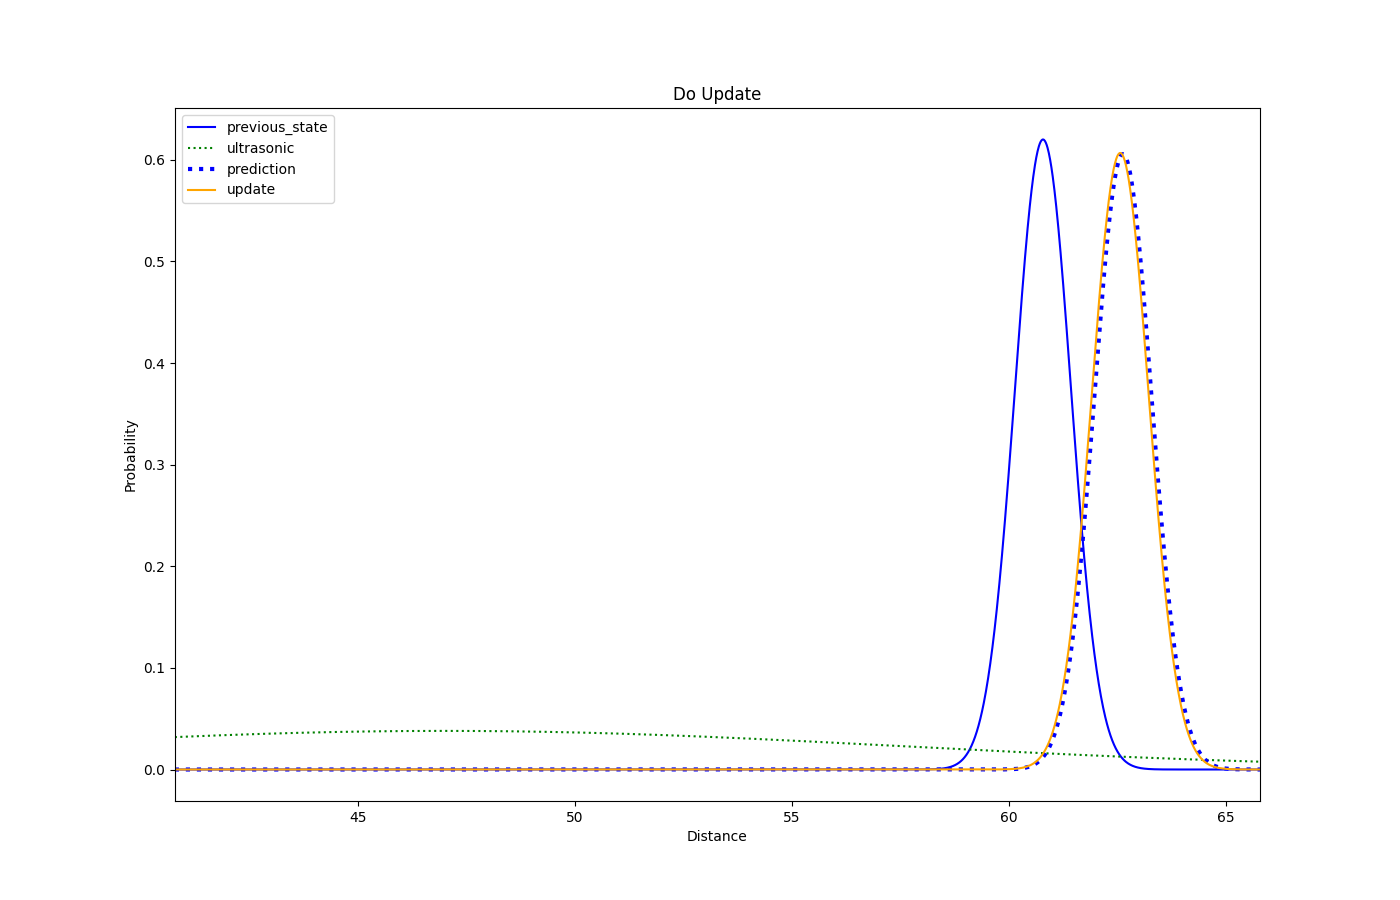 Do Update
previous_state
ultrasonic
prediction
update
Probability
0.6
0.5
0.4
0.3
0.2
0.1
0.0
45 50 55 60 65
Distance